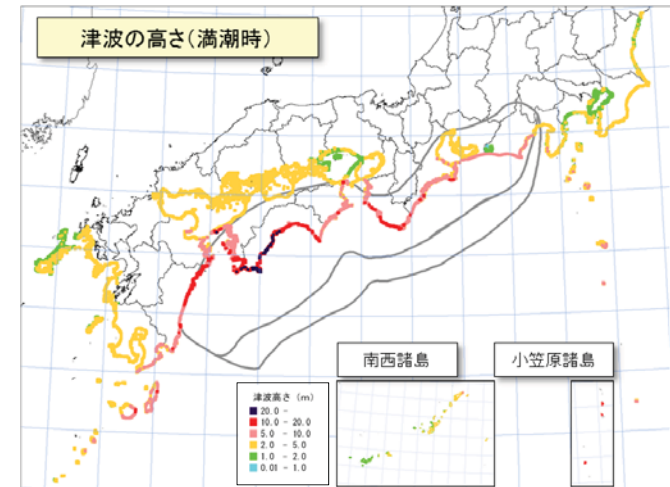 津波の高さ(満潮時)
南西諸島
小笠原諸島
津波高さ (m)
20.0 -
10.0 - 20.0
5.0 - 10.0
2.0 - 5.0
1.0 - 2.0
0.01 - 1.0